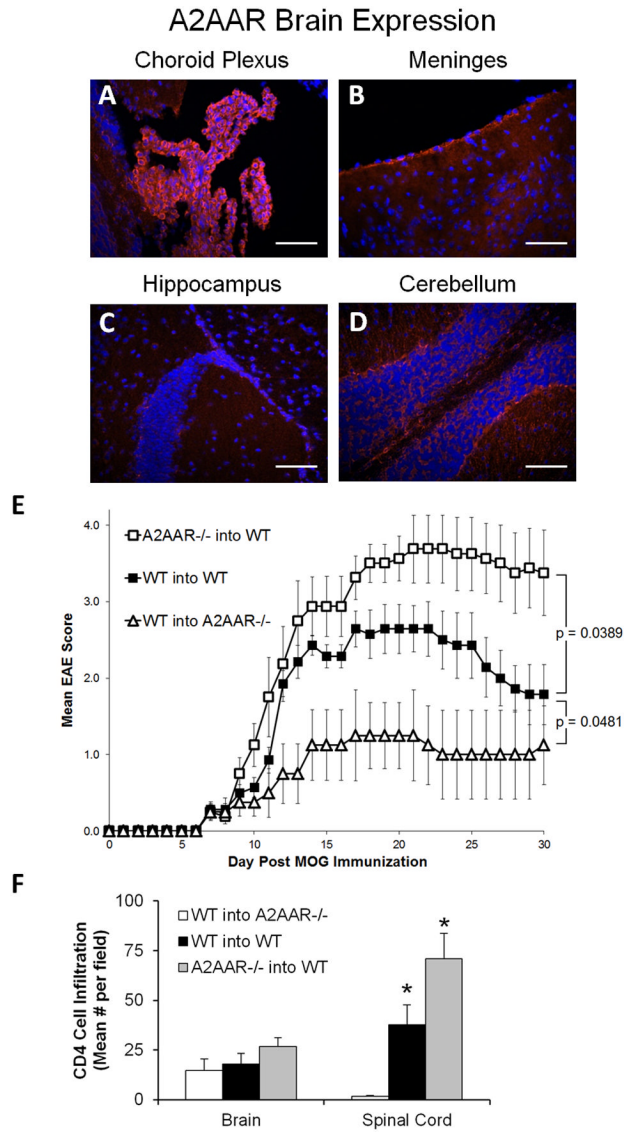 A2AAR Brain Expression
Choroid Plexus
Meninges
A
B
Hippocampus
Cerebellum
C
D
E
4.0
3.0
2.0
1.0
0.0
Mean EAE Score
A2AAR-/- into WT
WT into WT
WT into A2AAR-/-
p = 0.0389
p = 0.0481
0 5 10 15 20 25 30
Day Post MOG Immunization
F
100
75
50
25
0
CD4 Cell Infiltration
(Mean # per field)
WT into A2AAR-/-
WT into WT
A2AAR-/- into WT
* *
Brain Spinal Cord